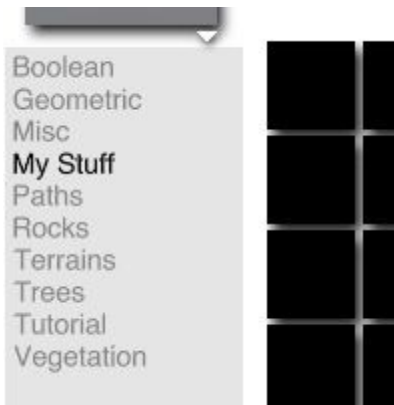 Boolean
Geometric
Misc
My Stuff
Paths
Rocks
Terrains
Trees
Tutorial
Vegetation